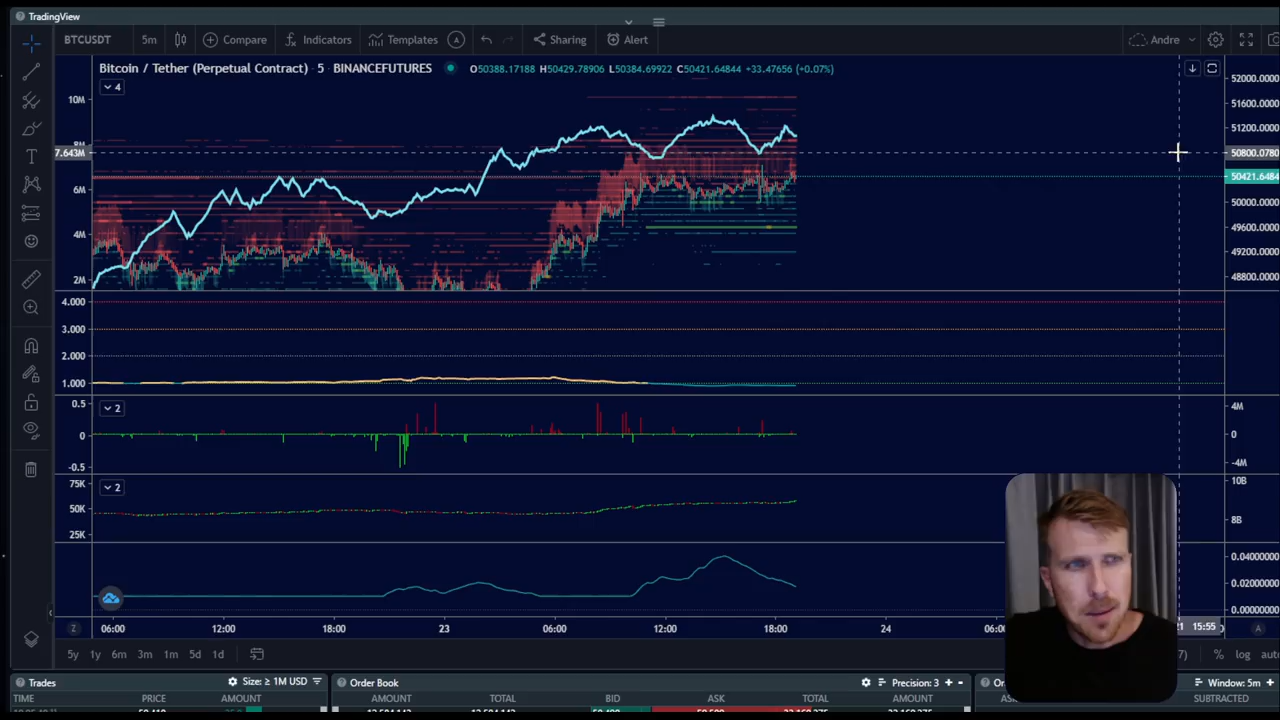 TradingView
BTCUSDT 5m Compare Indicators Templates A Sharing Alert Andre
Bitcoin / Tether (Perpetual Contract) · 5 · BINANCEFUTURES O50388.17188 H50429.78906 L50384.69922 C50421.64844 +33.47656 (+0.07%)
4
52000.0000
10M
51600.0000
51200.0000
7.643M
50800.0780
50421.6484
6M
50000.0000
49600.0000
4M
49200.0000
2M
48800.0000
4.000
3.000
2.000
1.000
0.5 2 4M
0 0
-0.5 -4M
75K 2 10B
50K
8B
25K
0.04000000
0.02000000
0.00000000
Z 06:00 12:00 18:00 23 06:00 12:00 18:00 24 06:00 21 15:55 A
5y 1y 6m 3m 1m 5d 1d 7) % log auto
Trades Size: ≥ 1M USD Order Book Precision: 3 + - Window: 5m +
TIME PRICE AMOUNT AMOUNT TOTAL BID ASK TOTAL AMOUNT SUBTRACTED